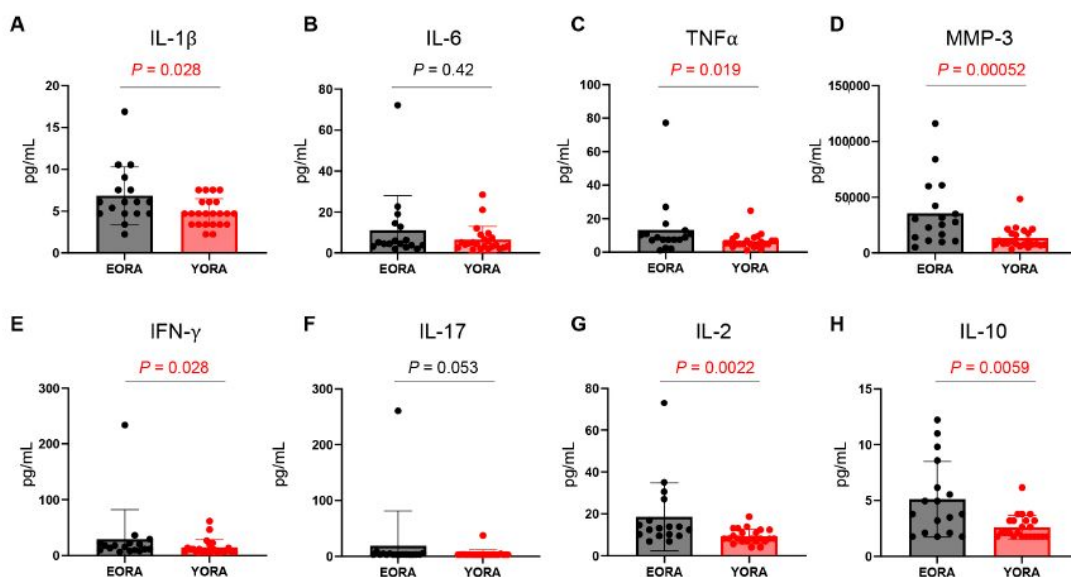 A
IL-1β
P = 0.028
pg/mL
20
15
10
5
0
EORA YORA
B
IL-6
P = 0.42
pg/mL
80
60
40
20
0
EORA YORA
C
TNFα
P = 0.019
pg/mL
100
80
60
40
20
0
EORA YORA
D
MMP-3
P = 0.00052
pg/mL
150000
100000
50000
0
EORA YORA
E
IFN-γ
P = 0.028
pg/mL
300
200
100
0
EORA YORA
F
IL-17
P = 0.053
pg/mL
300
200
100
0
EORA YORA
G
IL-2
P = 0.0022
pg/mL
80
60
40
20
0
EORA YORA
H
IL-10
P = 0.0059
pg/mL
15
10
5
0
EORA YORA